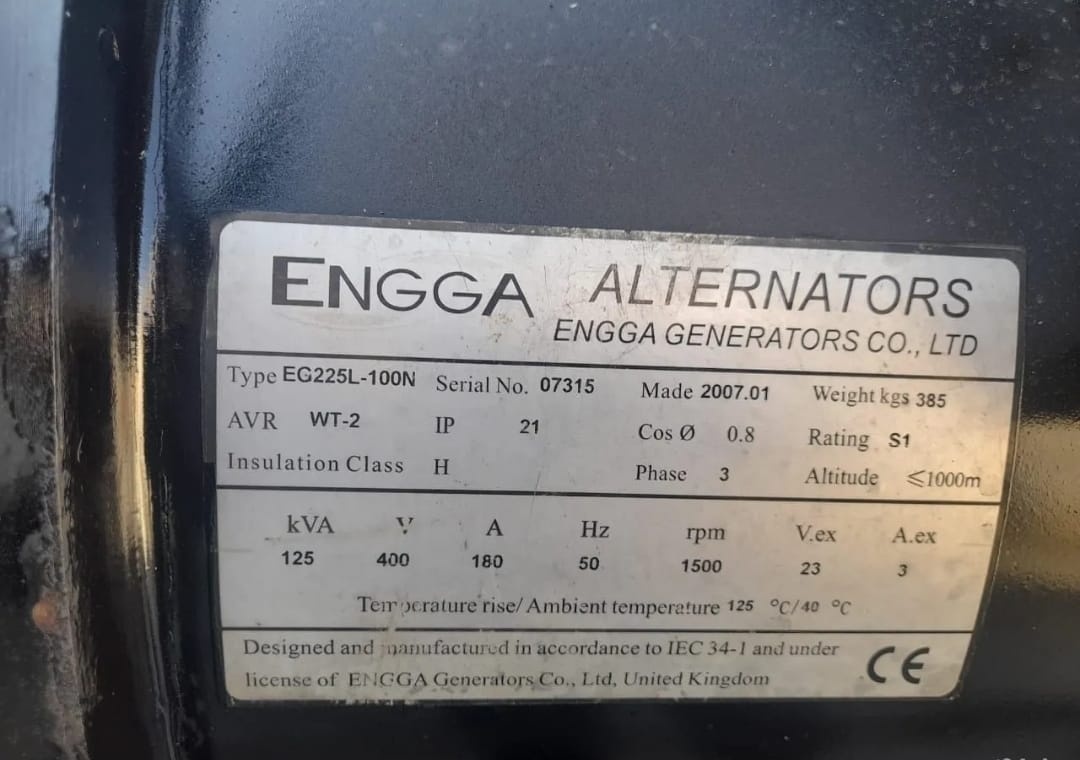 ENGGA ALTERNATORS
ENGGA GENERATORS CO., LTD
Type EG225L-100N Serial No. 07315 Made 2007.01 Weight kgs 385
AVR WT-2 IP 21 Cos Ø 0.8 Rating S1
Insulation Class H Phase 3 Altitude ≤1000m
kVA V A Hz rpm V.ex A.ex
125 400 180 50 1500 23 3
Temperature rise/ Ambient temperature 125 °C/40 °C
Designed and manufactured in accordance to IEC 34-1 and under
license of ENGGA Generators Co., Ltd, United Kingdom
CE